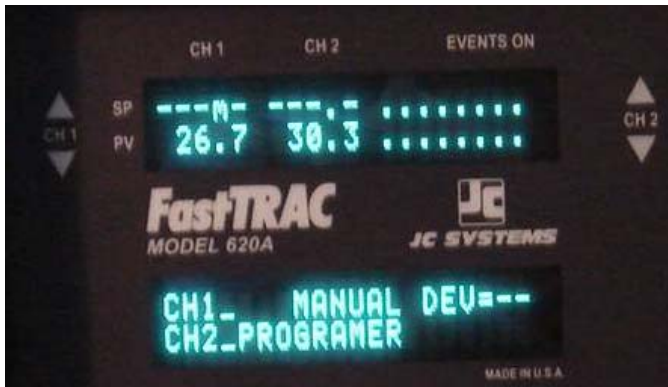 CH 1 CH 2 EVENTS ON
SP ---m- ---.- ........
CH 1 CH 2
PV 26.7 30.3 ........
FastTRAC JC
MODEL 620A JC SYSTEMS
CH1_ MANUAL DEV=--
CH2_PROGRAMER
MADE IN U.S.A.